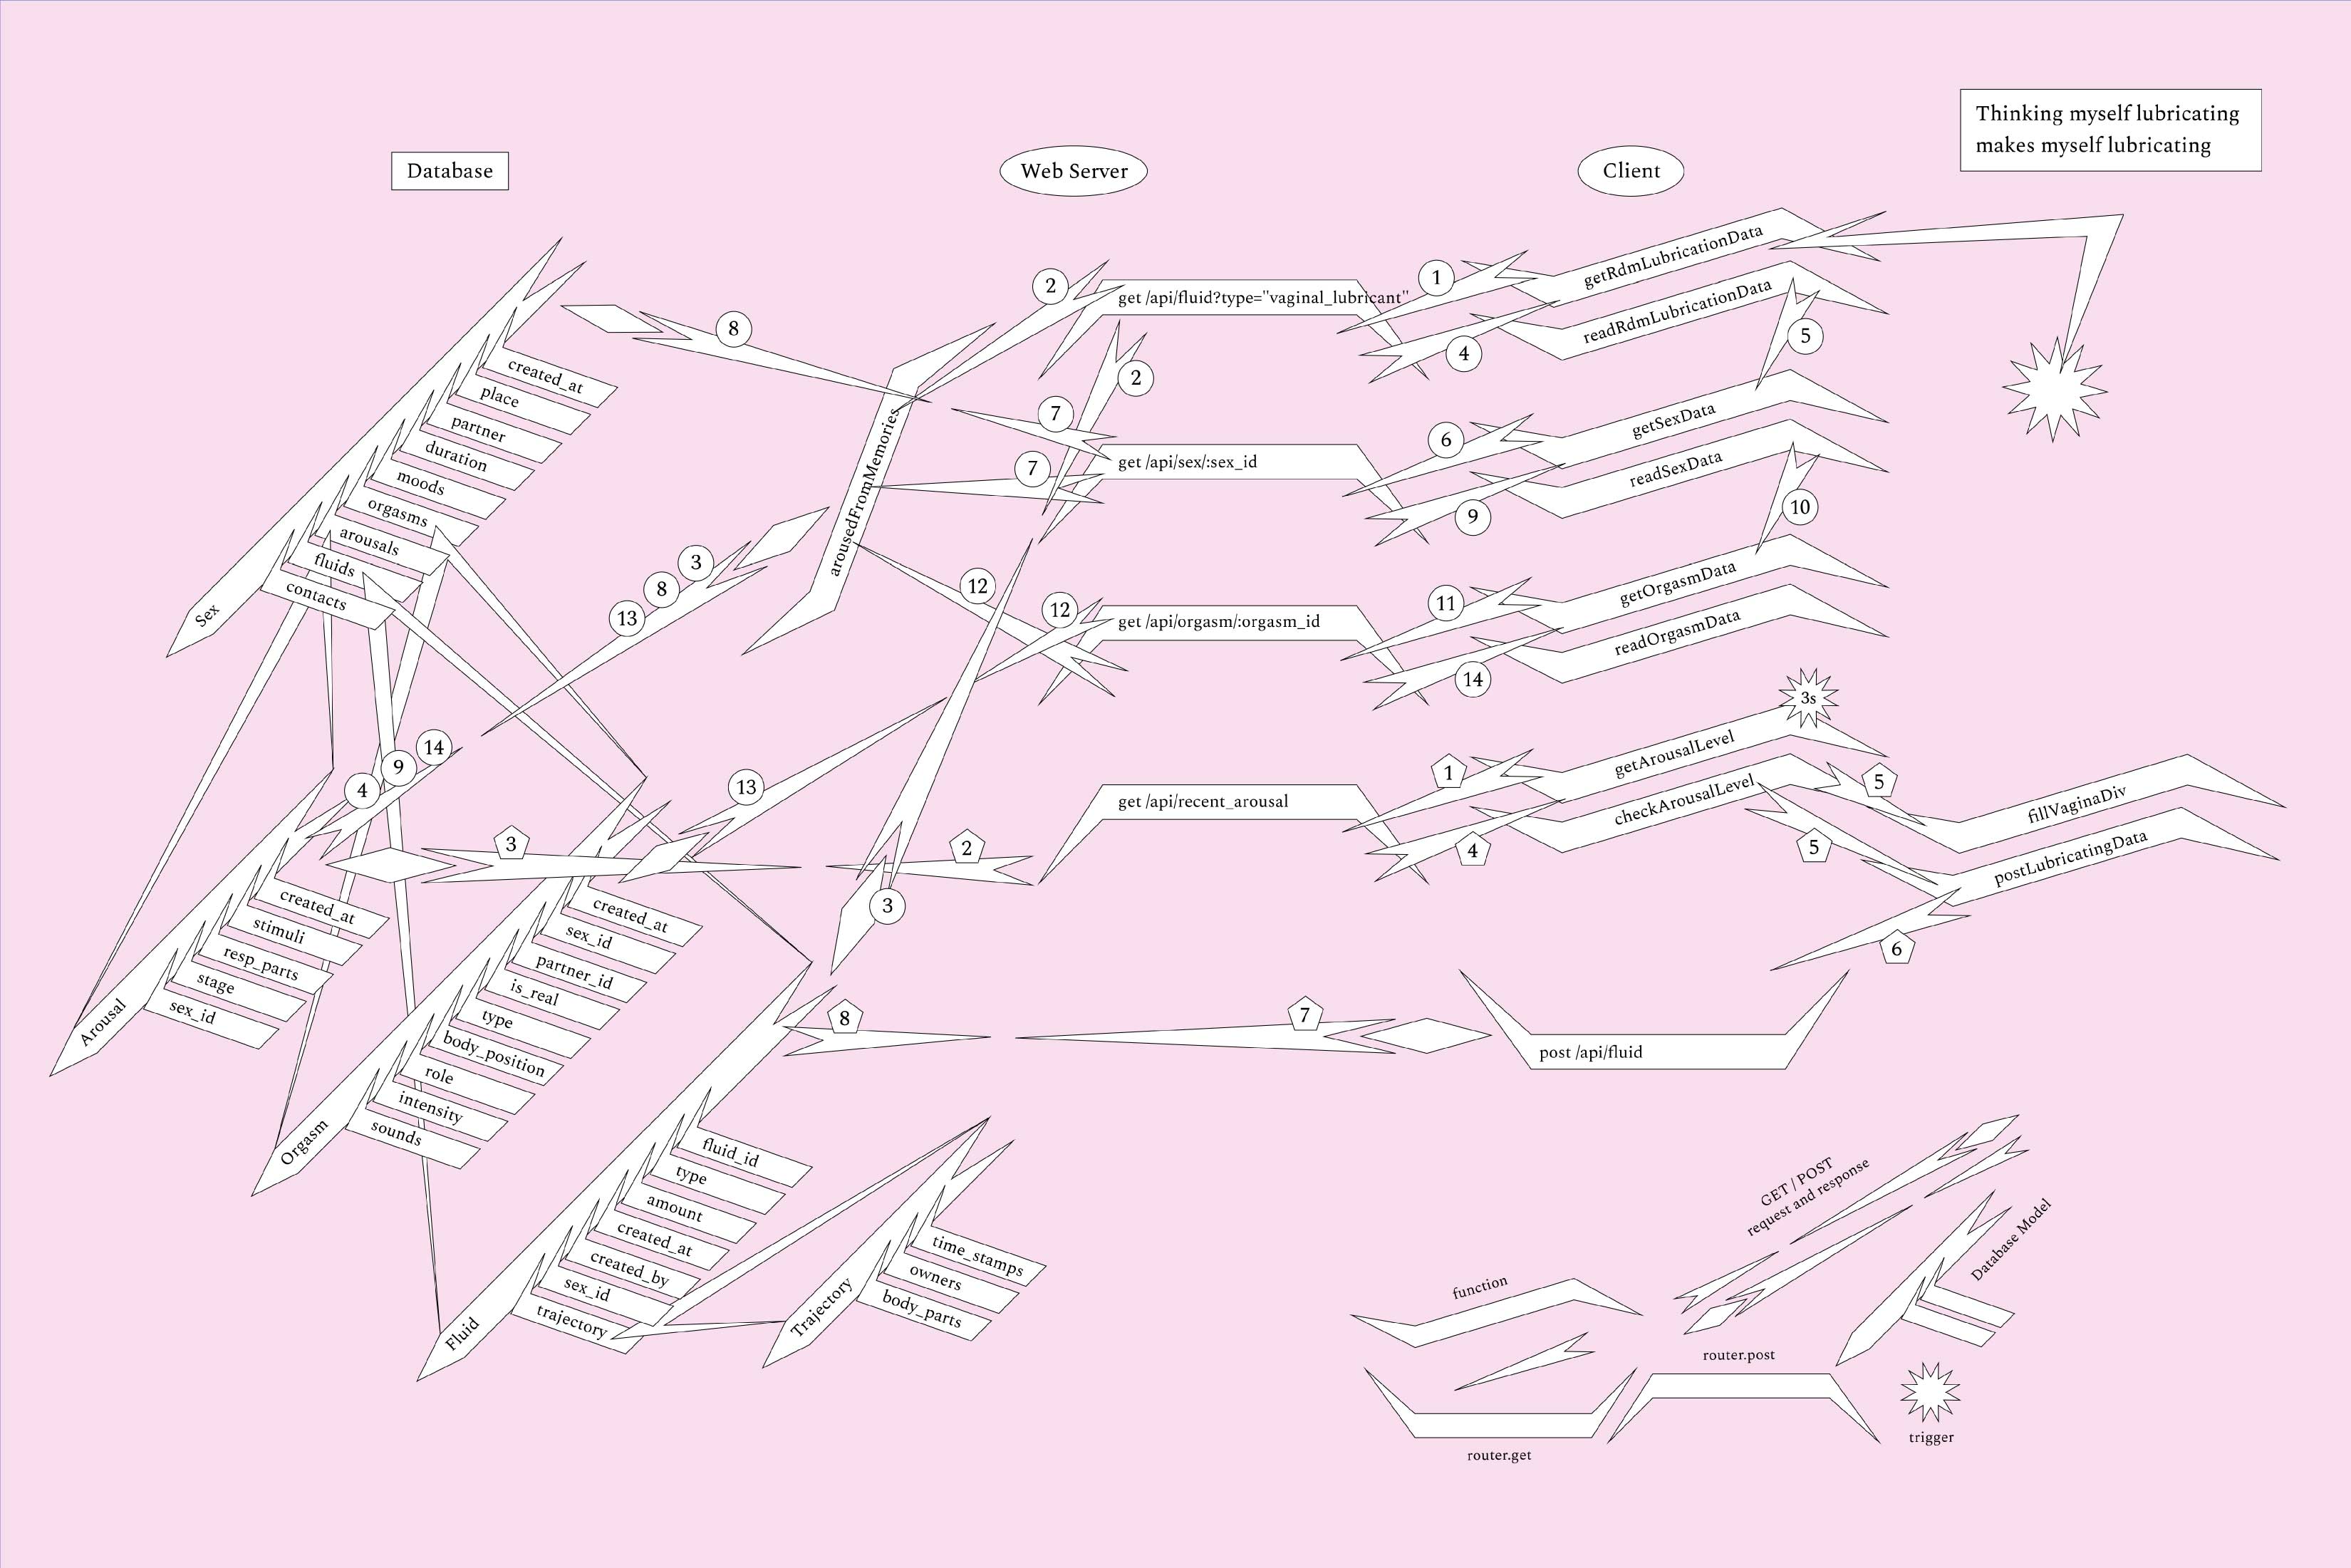 Thinking myself lubricating
makes myself lubricating
Database
Web Server
Client
Sex
created_at
place
partner
duration
moods
orgasms
arousals
fluids
contacts
8
3
8
13
4
9
14
arousedFromMemories
2
get /api/fluid?type="vaginal_lubricant"
2
7
7
get /api/sex/:sex_id
12
12
get /api/orgasm/:orgasm_id
13
get /api/recent_arousal
2
3
3
1
getRdmLubricationData
readRdmLubricationData
4
5
6
getSexData
readSexData
9
10
11
getOrgasmData
readOrgasmData
14
3s
1
getArousalLevel
checkArousalLevel
4
5
5
fillVaginaDiv
postLubricatingData
6
7
8
post /api/fluid
Arousal
created_at
stimuli
resp_parts
stage
sex_id
Orgasm
created_at
sex_id
partner_id
is_real
type
body_position
role
intensity
sounds
Fluid
fluid_id
type
amount
created_at
created_by
sex_id
trajectory
Trajectory
time_stamps
owners
body_parts
GET / POST
request and response
Database Model
function
router.post
router.get
trigger